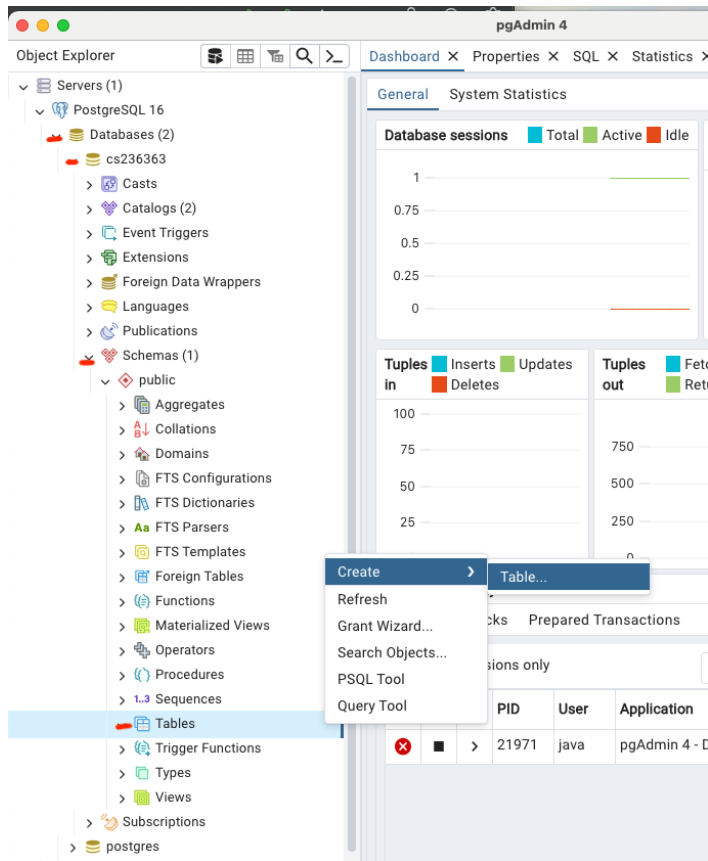 pgAdmin 4
Object Explorer
Dashboard
Properties
SQL
Statistics
Servers (1)
PostgreSQL 16
Databases (2)
cs236363
Casts
Catalogs (2)
Event Triggers
Extensions
Foreign Data Wrappers
Languages
Publications
Schemas (1)
public
Aggregates
Collations
Domains
FTS Configurations
FTS Dictionaries
Aa FTS Parsers
FTS Templates
Foreign Tables
Functions
Materialized Views
Operators
Procedures
1..3 Sequences
Tables
Trigger Functions
Types
Views
Subscriptions
postgres
General
System Statistics
Database sessions
Total
Active
Idle
1
0.75
0.5
0.25
0
Tuples in
Inserts
Updates
Deletes
100
75
50
25
Tuples out
750
500
250
0
Create
Table...
Refresh
Grant Wizard...
Search Objects...
PSQL Tool
Query Tool
Prepared Transactions
only
PID
User
Application
21971
java
pgAdmin 4 -